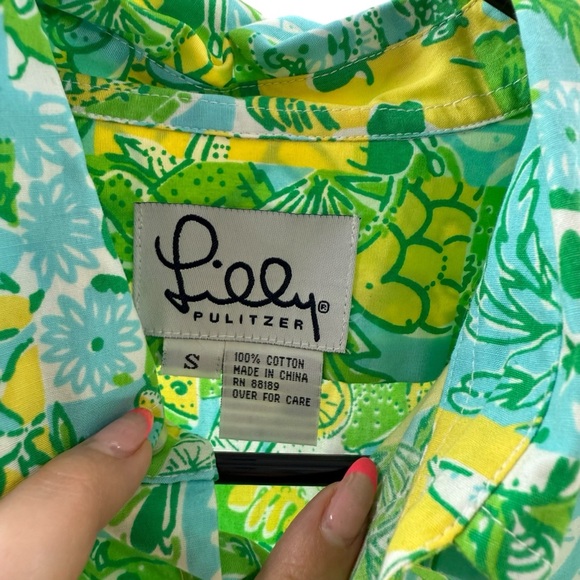 Lilly®
PULITZER
S
100% COTTON
MADE IN CHINA
RN 88189
OVER FOR CARE